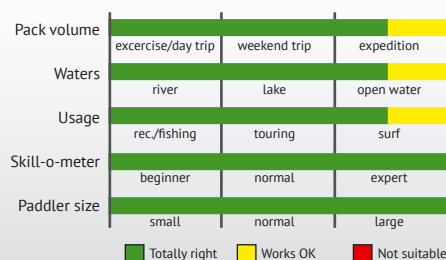 Pack volume
excercise/day trip weekend trip expedition
Waters
river lake open water
Usage
rec./fishing touring surf
Skill-o-meter
beginner normal expert
Paddler size
small normal large
Totally right Works OK Not suitable